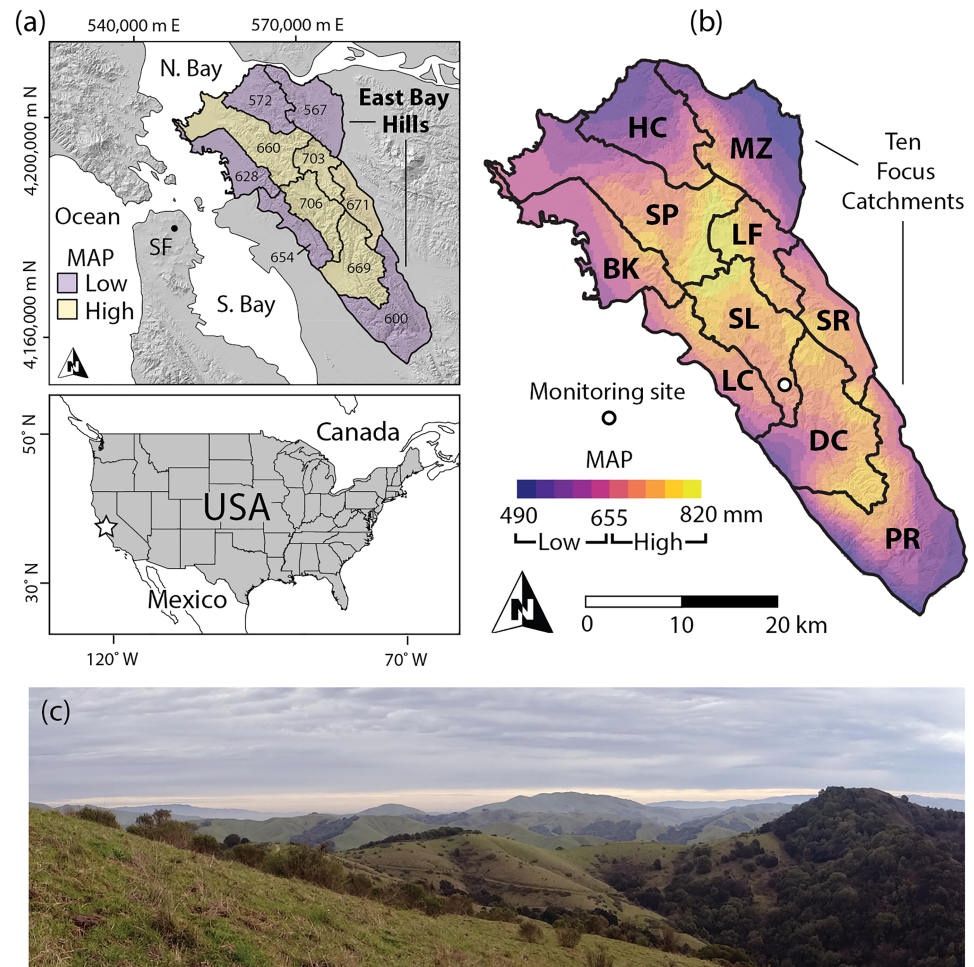 (a)
540,000 m E
570,000 m E
4,200,000 m N
4,160,000 m N
N. Bay
572
567
East Bay
Hills
660
703
628
706
671
Ocean
SF
654
669
MAP
Low
High
S. Bay
600
N
50° N
30° N
Canada
USA
Mexico
120° W
70° W
(b)
HC
MZ
Ten
Focus
Catchments
SP
LF
BK
SL
SR
LC
Monitoring site
DC
MAP
490
655
820 mm
Low
High
PR
N
0
10
20 km
(c)